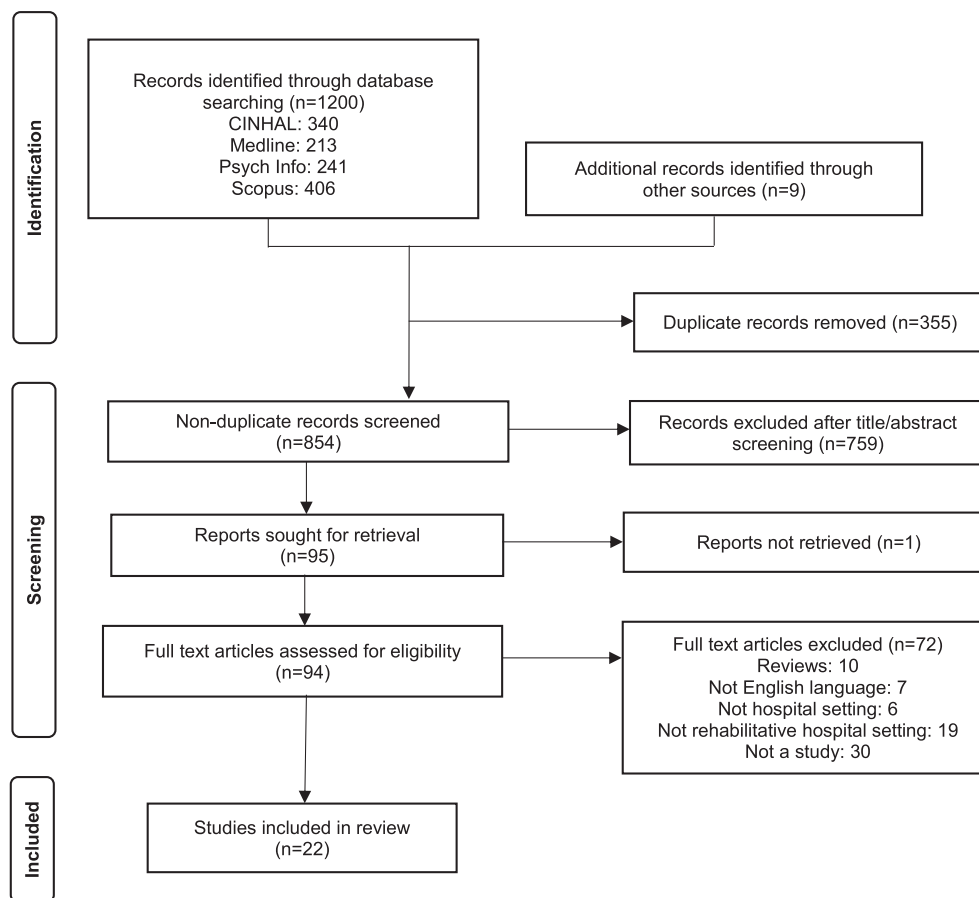 Identification
Records identified through database
searching (n=1200)
CINHAL: 340
Medline: 213
Psych Info: 241
Scopus: 406
Additional records identified through
other sources (n=9)
Duplicate records removed (n=355)
Screening
Non-duplicate records screened
(n=854)
Records excluded after title/abstract
screening (n=759)
Reports sought for retrieval
(n=95)
Reports not retrieved (n=1)
Full text articles assessed for eligibility
(n=94)
Full text articles excluded (n=72)
Reviews: 10
Not English language: 7
Not hospital setting: 6
Not rehabilitative hospital setting: 19
Not a study: 30
Included
Studies included in review
(n=22)